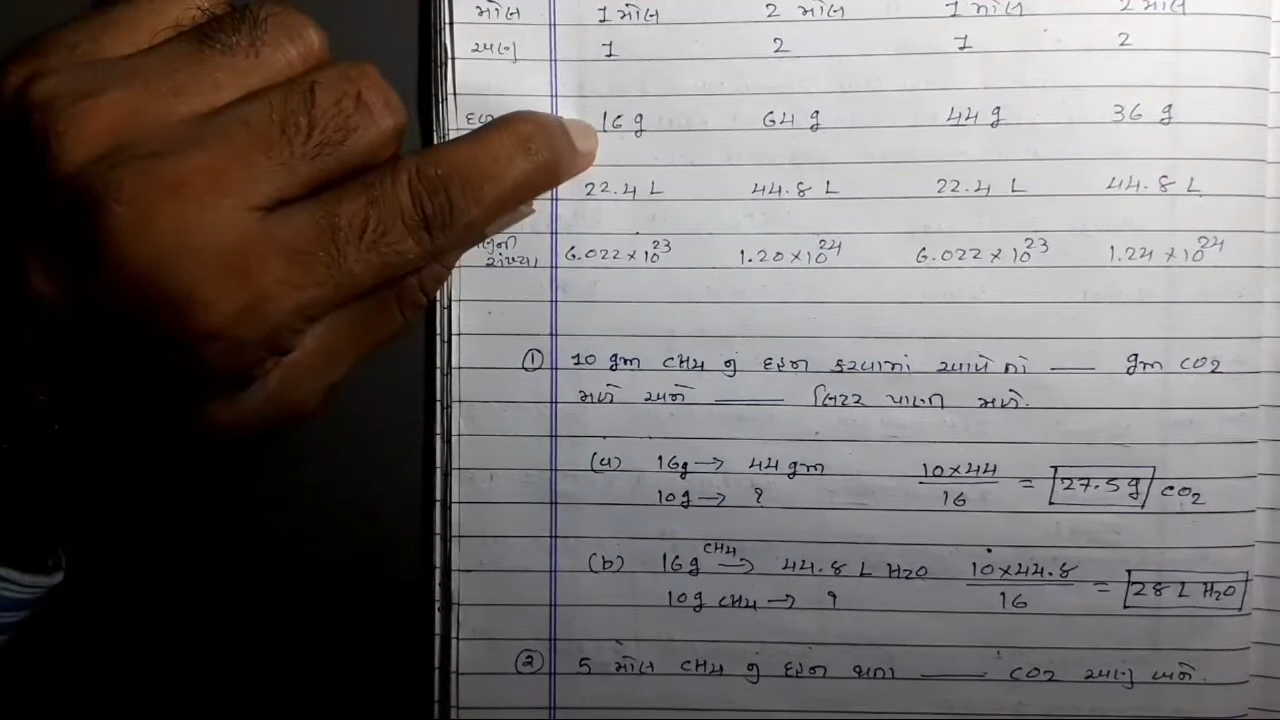 મોલ 1 મોલ 2 મોલ 1 મોલ 2 મોલ
અણુ 1 2 1 2
16 g 64 g 44 g 36 g
22.4 L 44.8 L 22.4 L 44.8 L
6.022 × 10^23 1.20 × 10^24 6.022 × 10^23 1.24 × 10^24
સંખ્યા
① 10 gm CH4 નું દહન કરવામાં આવે તો ___ gm CO2
મળે અને ___ લિટર પાણી મળે.
(a) 16g → 44 gm 10×44/16 = 27.5 g CO2
10g → ?
(b) 16g CH4 → 44.8 L H2O 10×44.8/16 = 28 L H2O
10g CH4 → ?
② 5 મોલ CH4 નું દહન થતા ___ CO2 અણું બને.